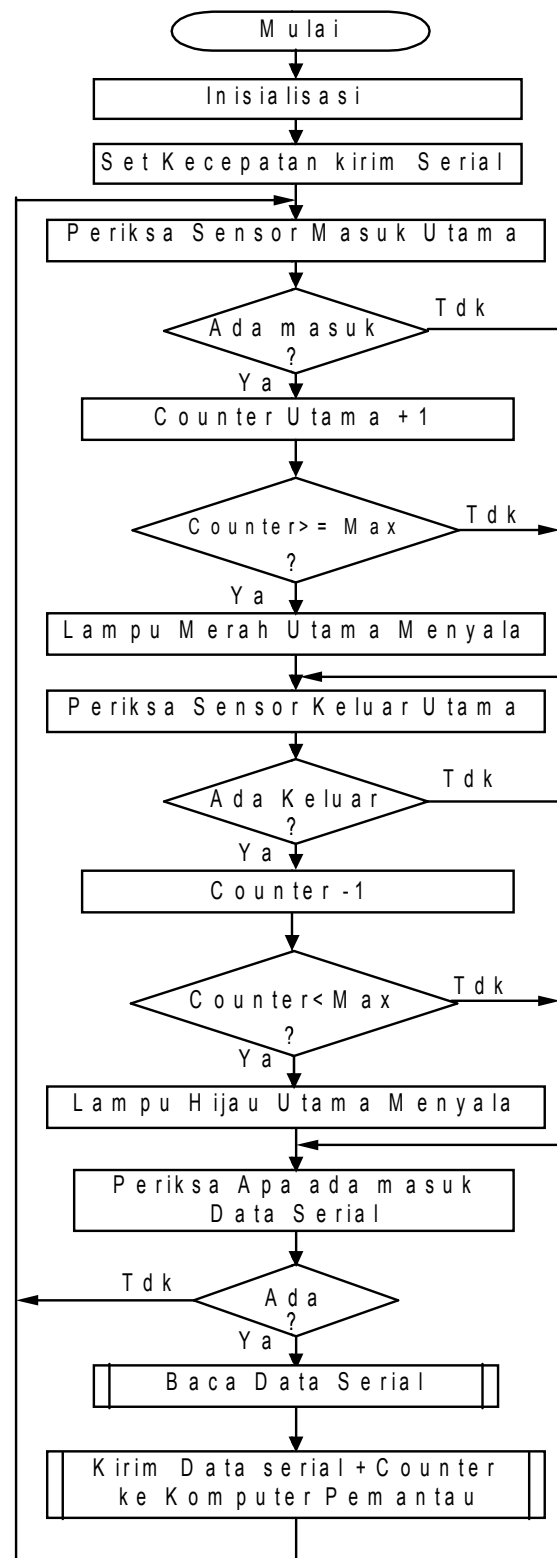 Mulai
Inisialisasi
Set Kecepatan kirim Serial
Periksa Sensor Masuk Utama
Ada masuk
?
Tdk
Ya
Counter Utama +1
Counter>= Max
?
Tdk
Ya
Lampu Merah Utama Menyala
Periksa Sensor Keluar Utama
Ada Keluar
?
Tdk
Ya
Counter -1
Counter< Max
?
Tdk
Ya
Lampu Hijau Utama Menyala
Periksa Apa ada masuk
Data Serial
Tdk
Ada
?
Ya
Baca Data Serial
Kirim Data serial + Counter
ke Komputer Pemantau